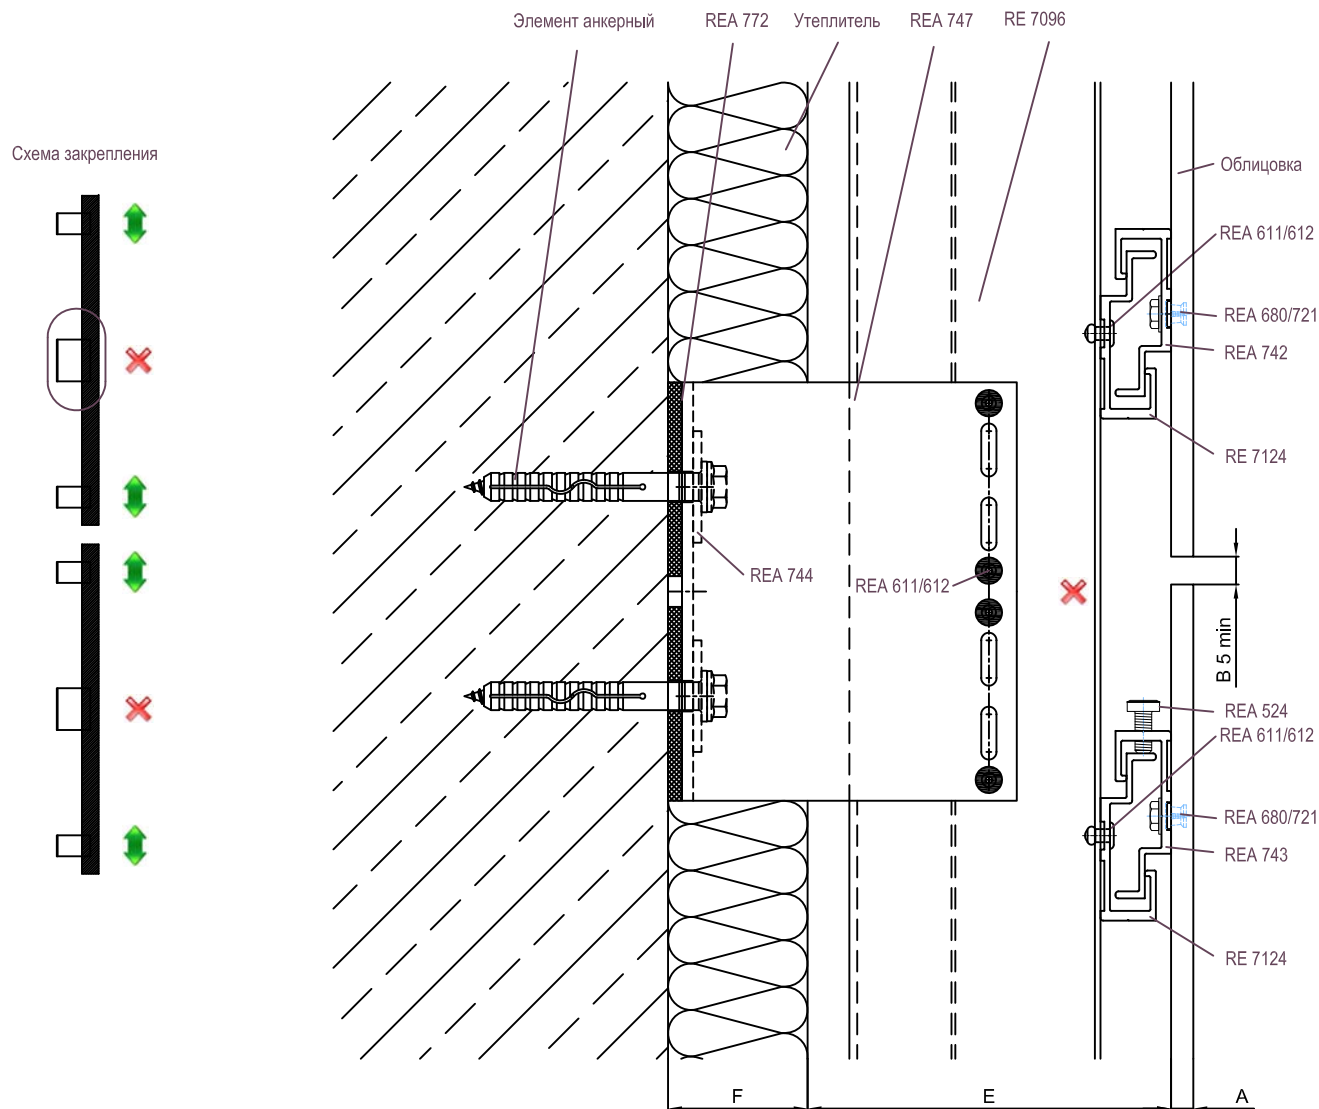 Элемент анкерный
REA 772
Утеплитель
REA 747
RE 7096
Схема закрепления
Облицовка
REA 611/612
REA 680/721
REA 742
RE 7124
REA 744
REA 611/612
B 5 min
REA 524
REA 611/612
REA 680/721
REA 743
RE 7124
F
E
A